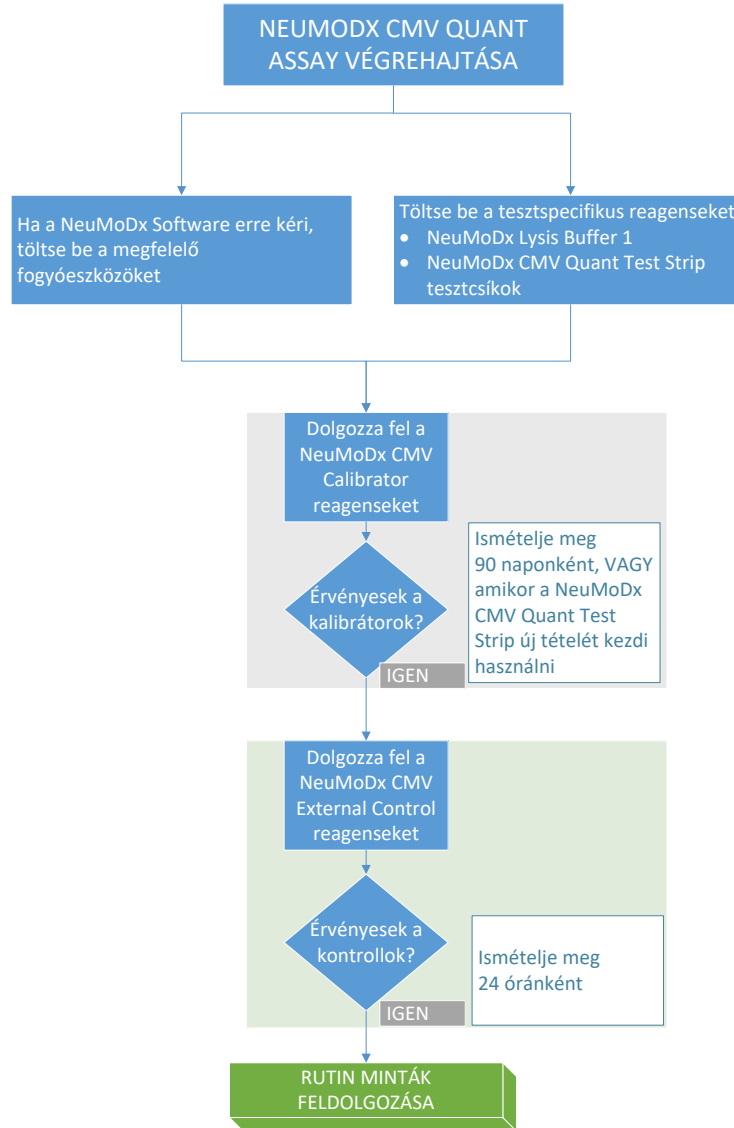 NEUMODX CMV QUANT
ASSAY VÉGREHAJTÁSA
Ha a NeuMoDx Software erre kéri,
töltse be a megfelelő
fogyóeszközöket
Töltse be a tesztspecifikus reagenseket
• NeuMoDx Lysis Buffer 1
• NeuMoDx CMV Quant Test Strip
tesztcsíkok
Dolgozza fel a
NeuMoDx CMV
Calibrator
reagenseket
Érvényesek a
kalibrátorok?
Ismételje meg
90 naponként, VAGY
amikor a NeuMoDx
CMV Quant Test
Strip új tételét kezdi
használni
IGEN
Dolgozza fel a
NeuMoDx CMV
External Control
reagenseket
Érvényesek a
kontrollok?
Ismételje meg
24 óránként
IGEN
RUTIN MINTÁK
FELDOLGOZÁSA